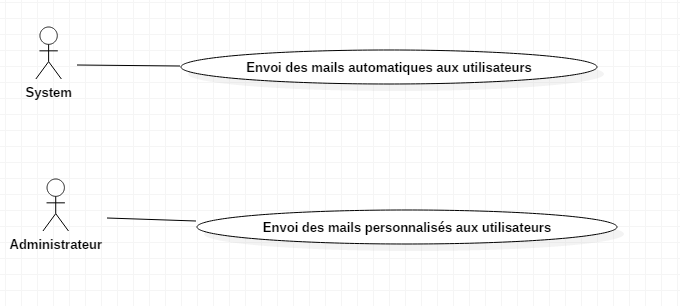 Envoi des mails automatiques aux utilisateurs
System
Envoi des mails personnalisés aux utilisateurs
Administrateur